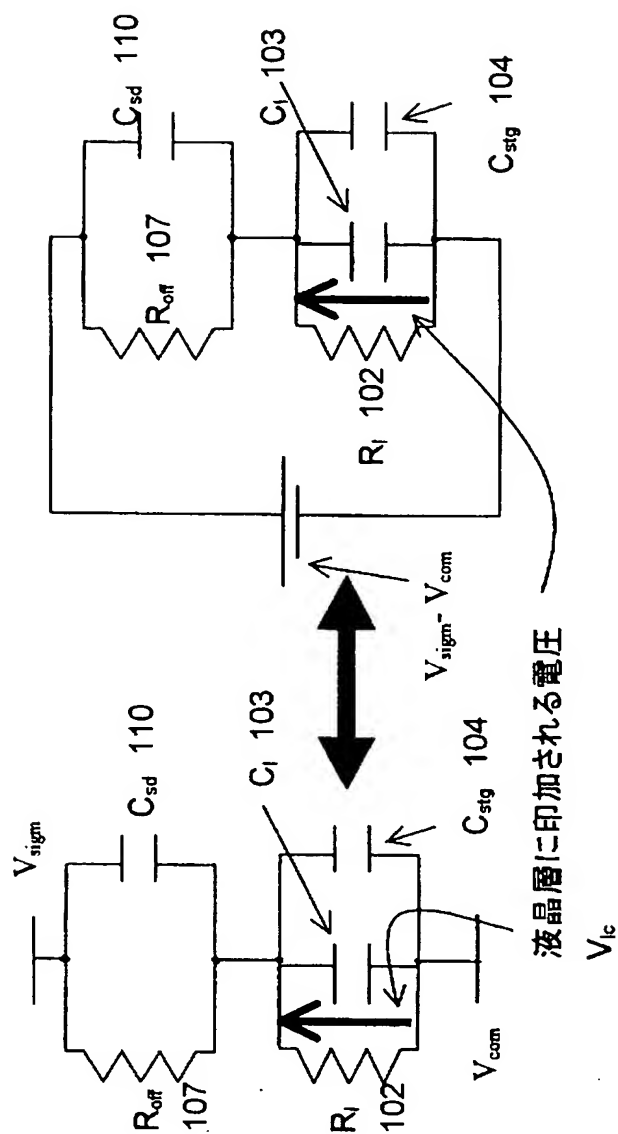 V_sigm
C_sd 110
R_off
107
C_l 103
R_l
102
C_stg 104
V_com
V_sigm- V_com
液晶層に印加される電圧
V_lc
C_sd 110
R_off 107
C_l 103
R_l 102
C_stg 104